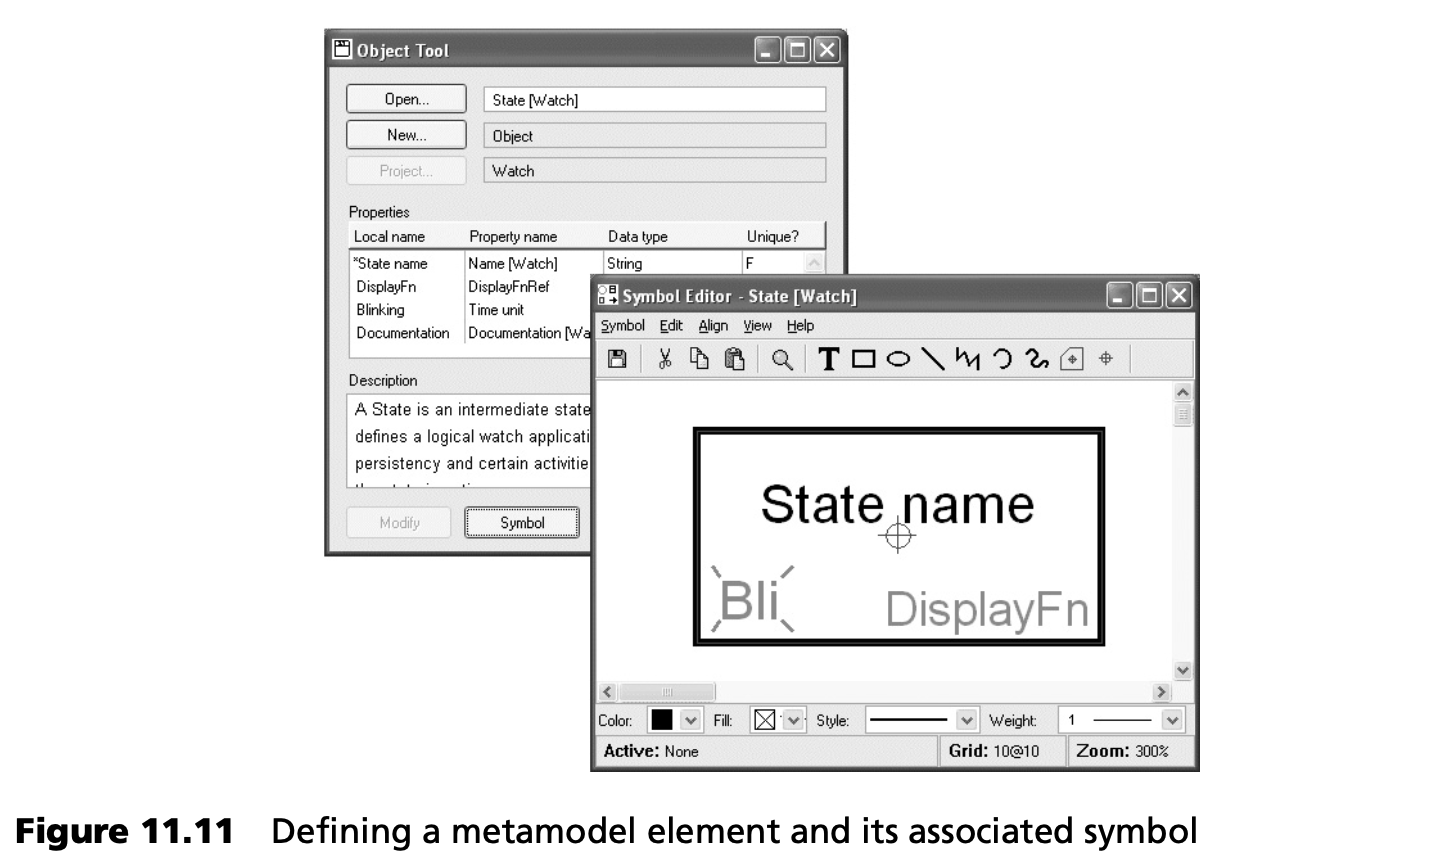 Object Tool
Open... State [Watch]
New... Object
Project... Watch
Properties
Local name Property name Data type Unique?
*State name Name [Watch] String F
DisplayFn DisplayFnRef
Blinking Time unit
Documentation Documentation [Wa
Description
A State is an intermediate state
defines a logical watch applicati
persistency and certain activitie
Modify Symbol
Symbol Editor - State [Watch]
Symbol Edit Align View Help
T
State name
Bli DisplayFn
Color: Fill: Style: Weight: 1
Active: None Grid: 10@10 Zoom: 300%
Figure 11.11 Defining a metamodel element and its associated symbol